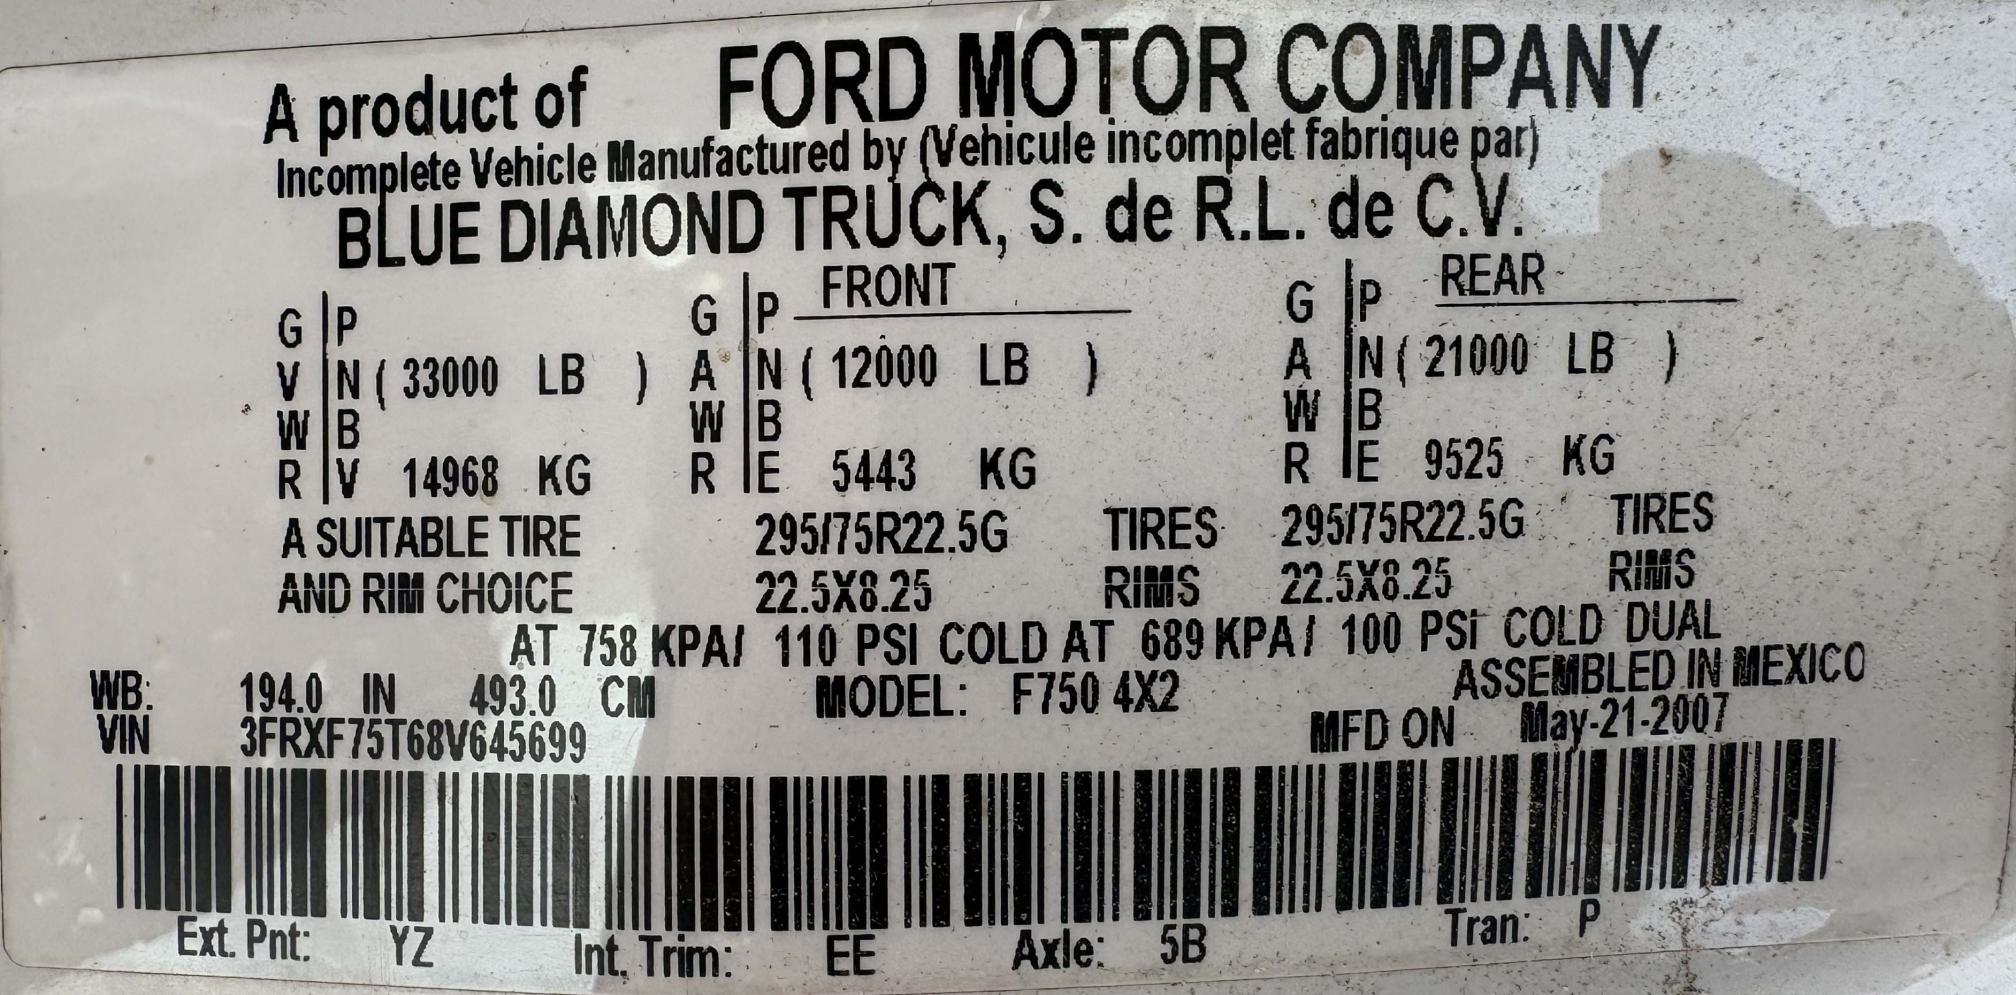 A product of FORD MOTOR COMPANY
Incomplete Vehicle Manufactured by (Vehicule incomplet fabrique par)
BLUE DIAMOND TRUCK, S. de R.L. de C.V.
G P G P FRONT G P REAR
V N ( 33000 LB ) A N ( 12000 LB ) A N ( 21000 LB )
W B W B W B
R V 14968 KG R E 5443 KG R E 9525 KG
A SUITABLE TIRE 295/75R22.5G TIRES 295/75R22.5G TIRES
AND RIM CHOICE 22.5X8.25 RIMS 22.5X8.25 RIMS
AT 758 KPA/ 110 PSI COLD AT 689 KPA/ 100 PSI COLD DUAL
WB: 194.0 IN 493.0 CM MODEL: F750 4X2 ASSEMBLED IN MEXICO
VIN 3FRXF75T68V645699 MFD ON May-21-2007
Ext. Pnt: YZ Int. Trim: EE Axle: 5B Tran: P